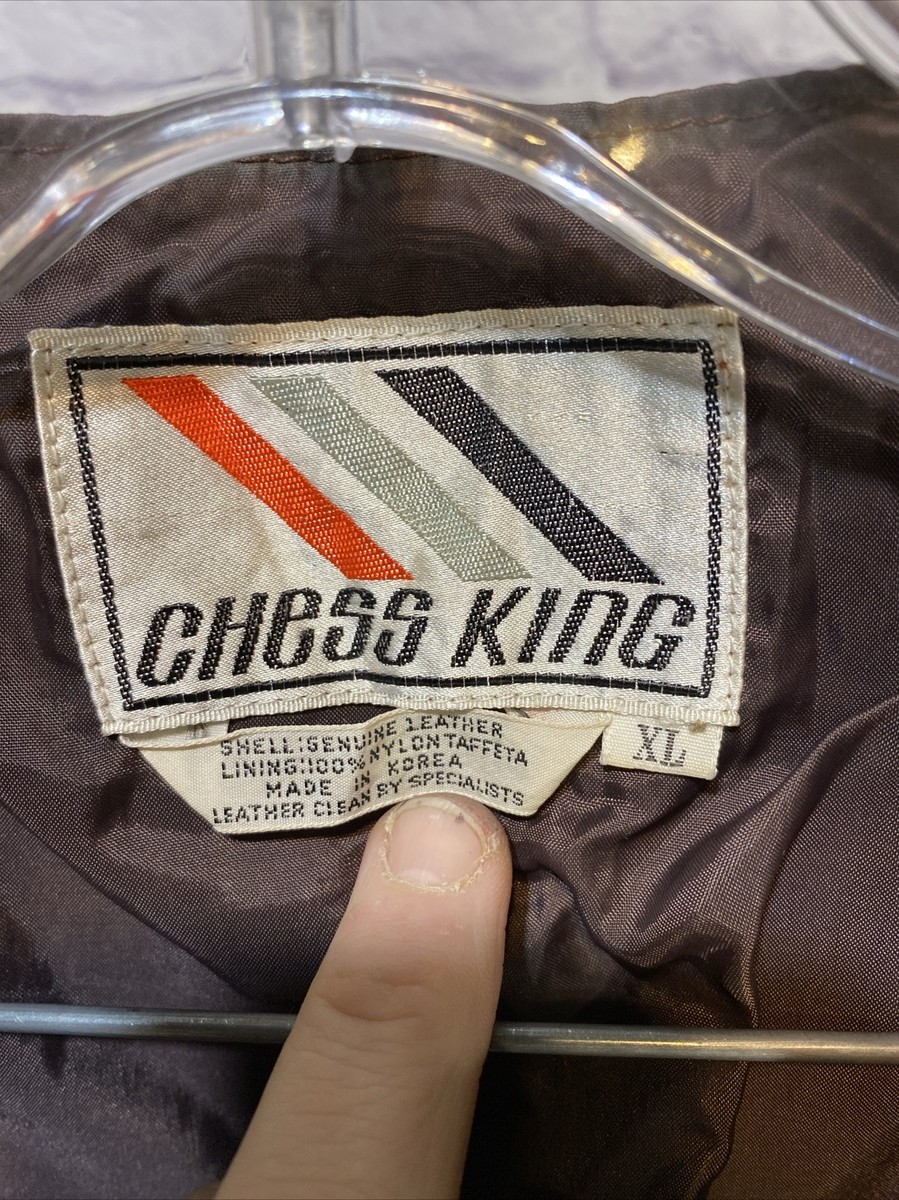 CHESS KING
SHELL:GENUINE LEATHER
LINING:100% NYLON TAFFETA
MADE IN KOREA
LEATHER CLEAN BY SPECIALISTS
XL